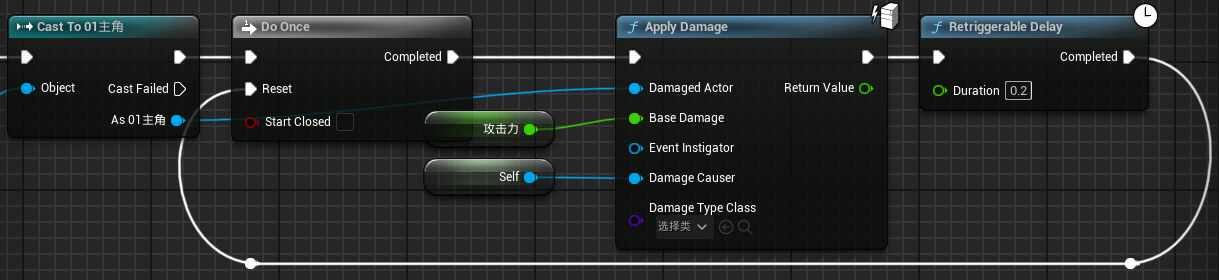 Cast To 01主角
Object
Cast Failed
As 01主角
Do Once
Completed
Reset
Start Closed
攻击力
Self
Apply Damage
Damaged Actor
Return Value
Base Damage
Event Instigator
Damage Causer
Damage Type Class
选择类
Retriggerable Delay
Completed
Duration 0.2